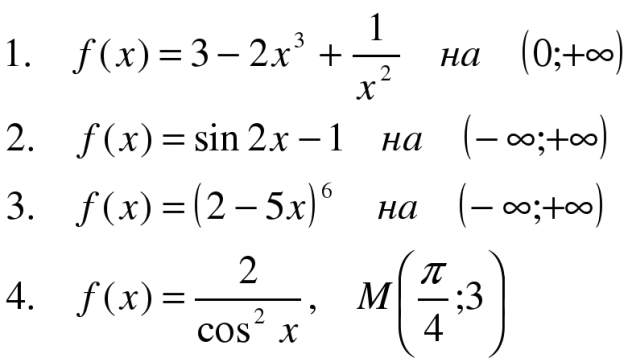 1. f(x) = 3 − 2x³ + 1/x² на (0;+∞)
2. f(x) = sin 2x − 1 на (− ∞;+∞)
3. f(x) = (2 − 5x)⁶ на (− ∞;+∞)
4. f(x) = 2/cos² x, M(π/4;3)